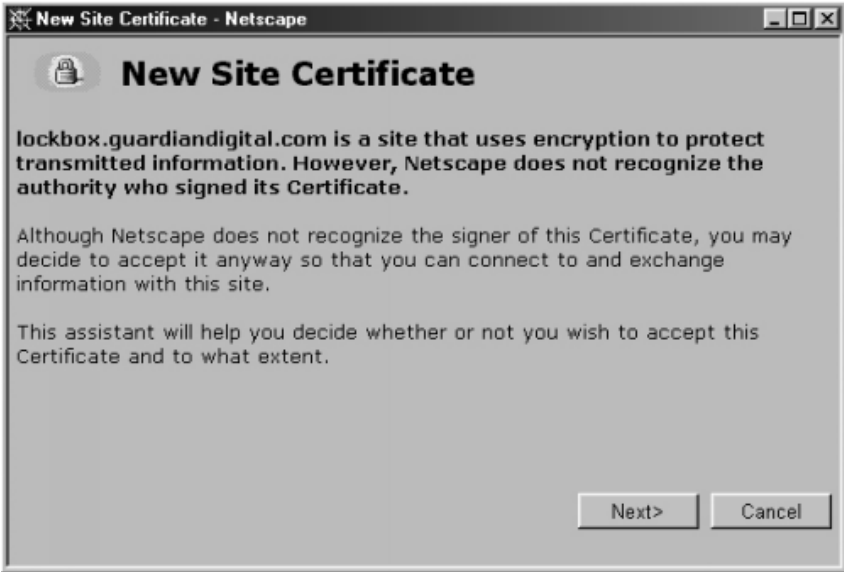 New Site Certificate - Netscape
New Site Certificate
lockbox.guardiandigital.com is a site that uses encryption to protect
transmitted information. However, Netscape does not recognize the
authority who signed its Certificate.
Although Netscape does not recognize the signer of this Certificate, you may
decide to accept it anyway so that you can connect to and exchange
information with this site.
This assistant will help you decide whether or not you wish to accept this
Certificate and to what extent.
Next> Cancel